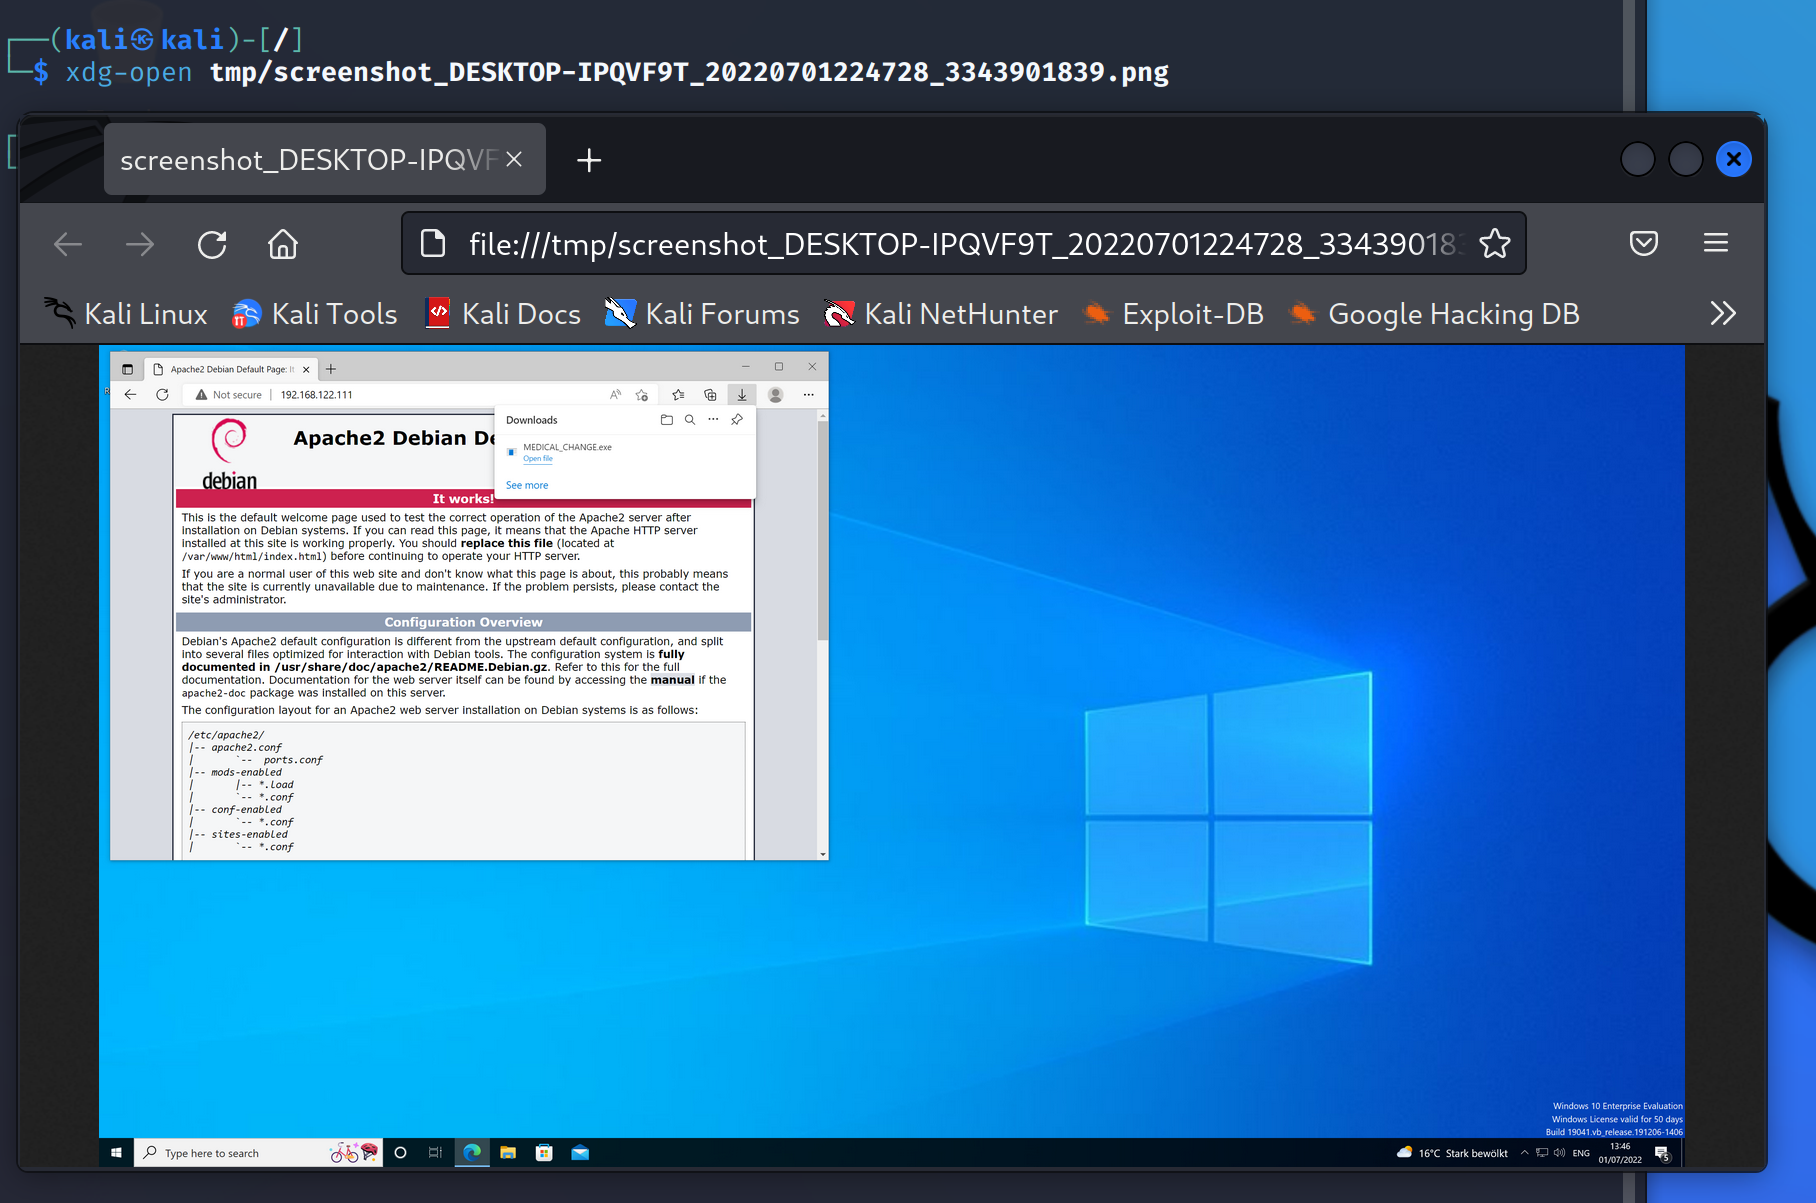 (kali㉿kali)-[/]
$ xdg-open tmp/screenshot_DESKTOP-IPQVF9T_20220701224728_3343901839.png
screenshot_DESKTOP-IPQVF
file:///tmp/screenshot_DESKTOP-IPQVF9T_20220701224728_334390183
Kali Linux Kali Tools Kali Docs Kali Forums Kali NetHunter Exploit-DB Google Hacking DB
Apache2 Debian Default Page: It
Not secure | 192.168.122.111
Downloads
MEDICAL_CHANGE.exe
Open file
See more
debian
Apache2 Debian De
It works!
This is the default welcome page used to test the correct operation of the Apache2 server after
installation on Debian systems. If you can read this page, it means that the Apache HTTP server
installed at this site is working properly. You should replace this file (located at
/var/www/html/index.html) before continuing to operate your HTTP server.
If you are a normal user of this web site and don't know what this page is about, this probably means
that the site is currently unavailable due to maintenance. If the problem persists, please contact the
site's administrator.
Configuration Overview
Debian's Apache2 default configuration is different from the upstream default configuration, and split
into several files optimized for interaction with Debian tools. The configuration system is fully
documented in /usr/share/doc/apache2/README.Debian.gz. Refer to this for the full
documentation. Documentation for the web server itself can be found by accessing the manual if the
apache2-doc package was installed on this server.
The configuration layout for an Apache2 web server installation on Debian systems is as follows:
/etc/apache2/
|-- apache2.conf
|       `--  ports.conf
|-- mods-enabled
|       |-- *.load
|       `-- *.conf
|-- conf-enabled
|       `-- *.conf
|-- sites-enabled
|       `-- *.conf
Windows 10 Enterprise Evaluation
Windows License valid for 50 days
Build 19041.vb_release.191206-1406
Type here to search
16°C Stark bewölkt
ENG
13:46
01/07/2022
5